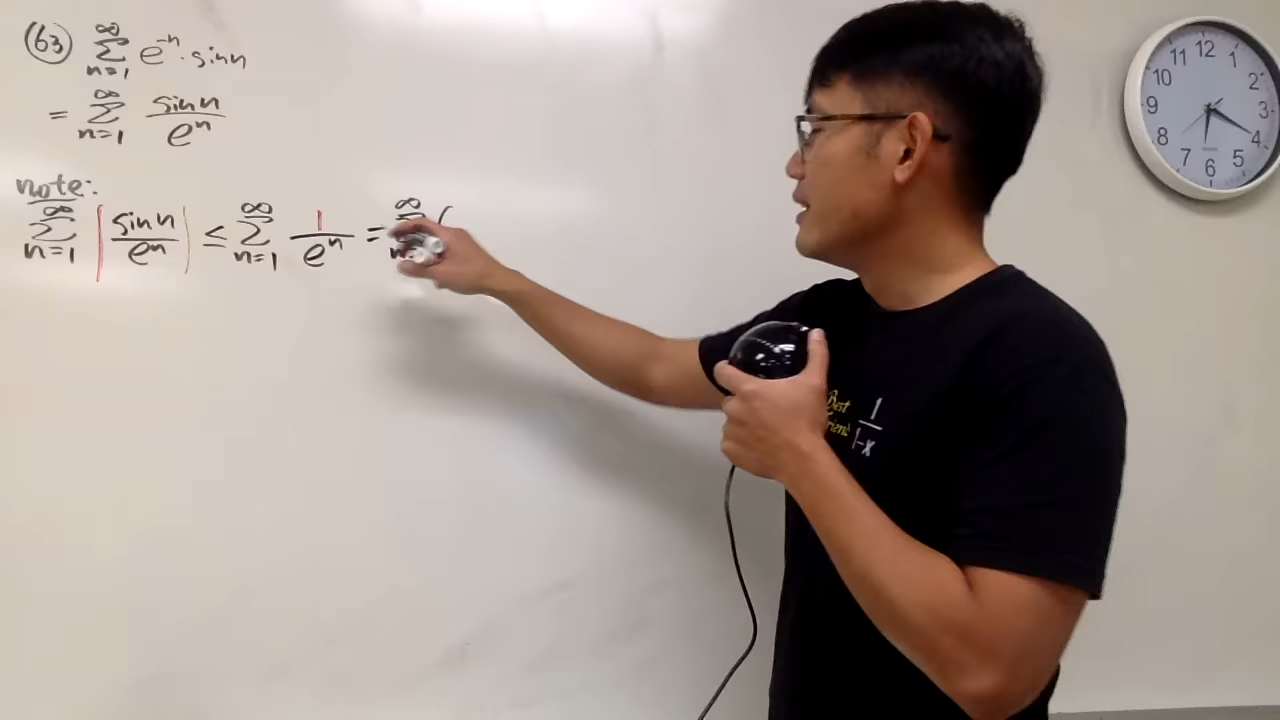 (63) ∞ Σ n=1 e^-n · sin n
= ∞ Σ n=1 sin n / e^n
note:
∞ Σ n=1 | sin n / e^n | ≤ ∞ Σ n=1 1 / e^n = ∞ Σ (
Best
Friend
1 / 1-x
12 1 2 3 4 5 6 7 8 9 10 11